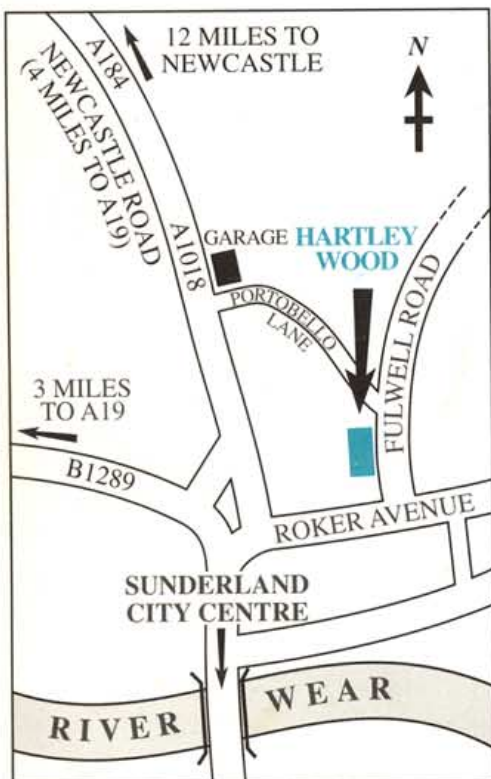 12 MILES TO
NEWCASTLE
N
A184
NEWCASTLE ROAD
(4 MILES TO A19)
A1018
GARAGE
HARTLEY
WOOD
PORTOBELLO
LANE
FULWELL ROAD
3 MILES
TO A19
B1289
ROKER AVENUE
SUNDERLAND
CITY CENTRE
RIVER WEAR